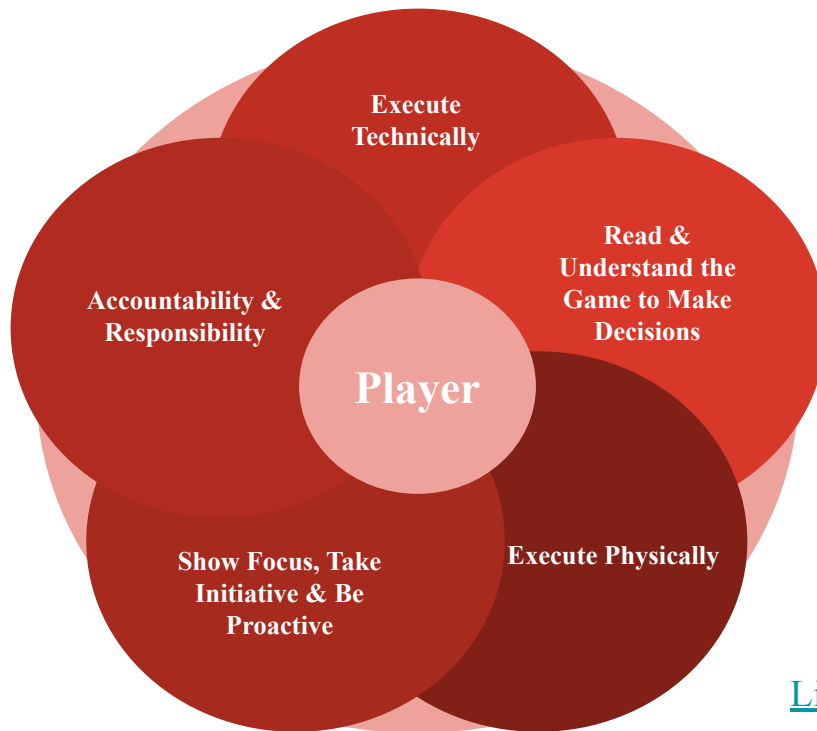 Execute
Technically
Read &
Understand the
Game to Make
Decisions
Accountability &
Responsibility
Player
Execute Physically
Show Focus, Take
Initiative & Be
Proactive